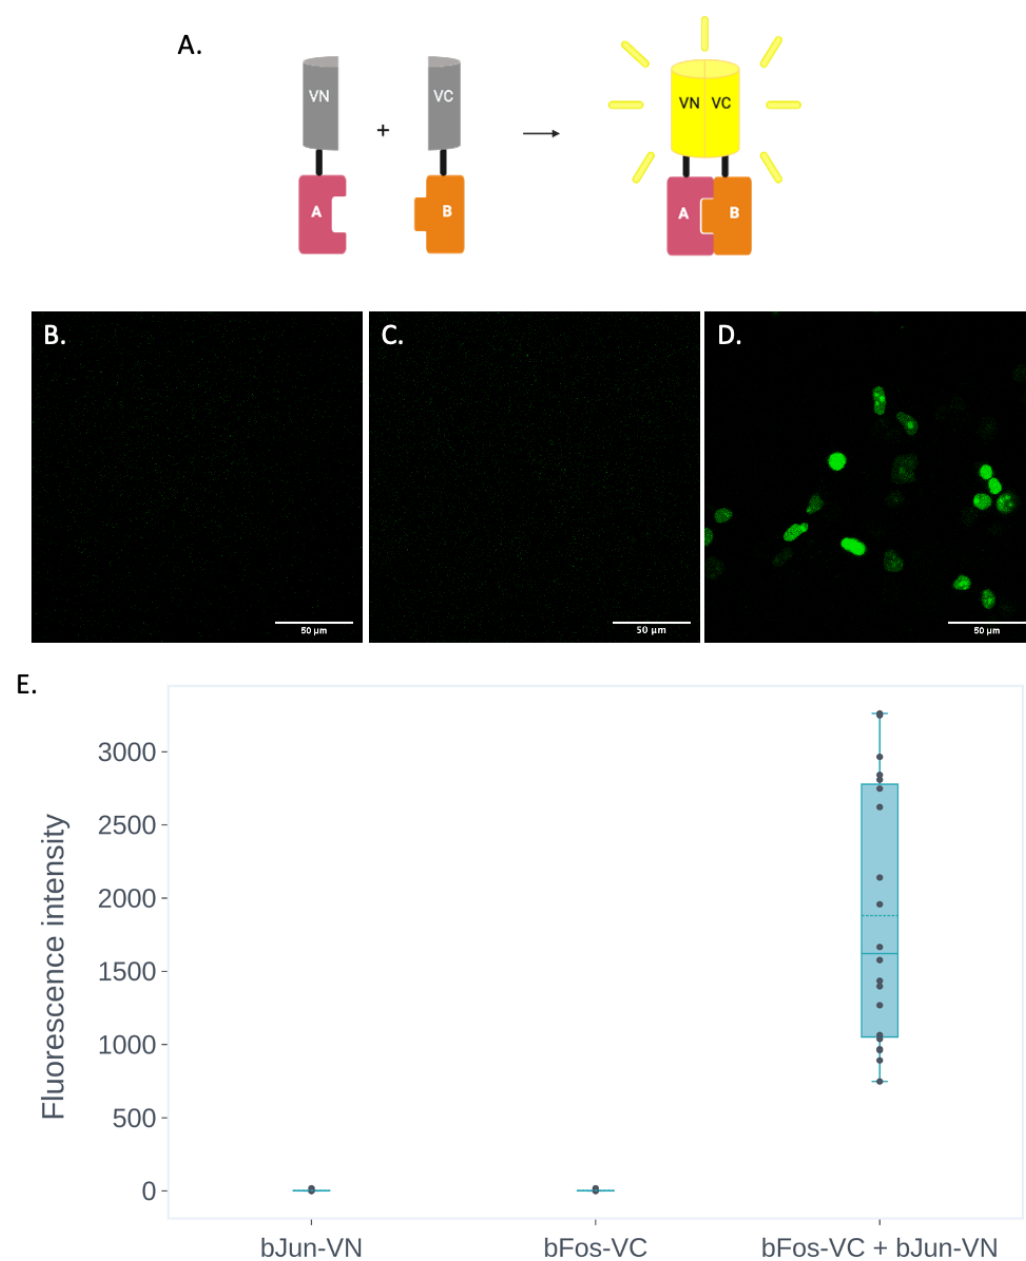 A.
VN
VC
VN VC
+
A
B
A
B
B.
C.
D.
50 µm
50 µm
50 µm
E.
Fluorescence intensity
3000
2500
2000
1500
1000
500
0
bJun-VN
bFos-VC
bFos-VC + bJun-VN